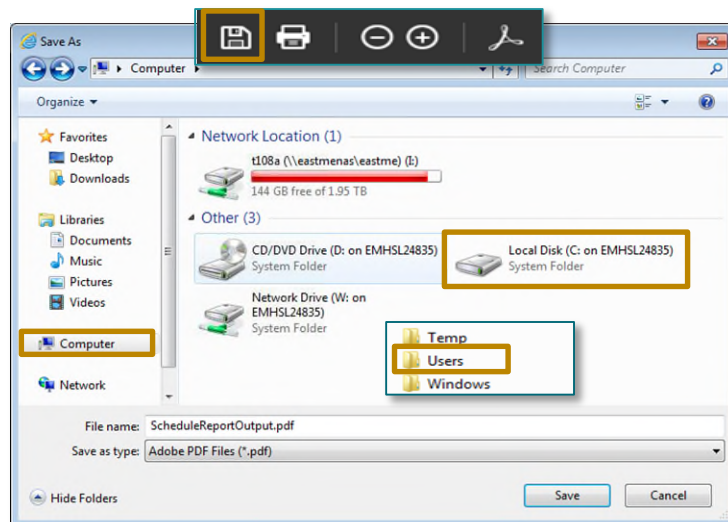 Save As
Computer
Search Computer
Organize
Favorites
Desktop
Downloads
Libraries
Documents
Music
Pictures
Videos
Computer
Network
Network Location (1)
t108a (\\eastmenas\eastme) (I:)
144 GB free of 1.95 TB
Other (3)
CD/DVD Drive (D: on EMHSL24835)
System Folder
Local Disk (C: on EMHSL24835)
System Folder
Network Drive (W: on
EMHSL24835)
System Folder
Temp
Users
Windows
File name: ScheduleReportOutput.pdf
Save as type: Adobe PDF Files (*.pdf)
Hide Folders
Save
Cancel